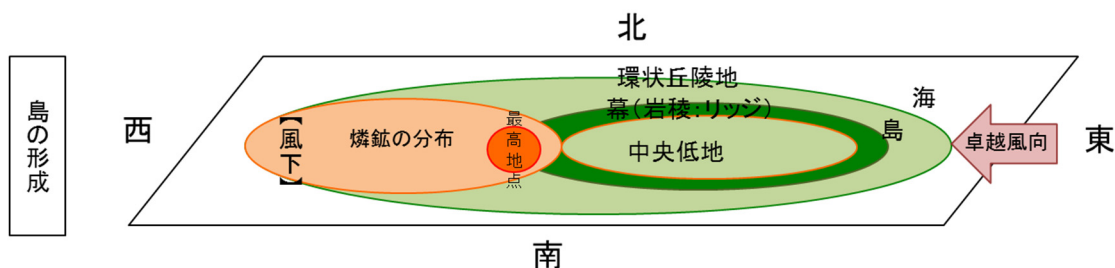 北
島の形成
西
環状丘陵地
幕（岩稜：リッジ）
海
島
【風下】
燐鉱の分布
最高地点
中央低地
卓越風向
東
南